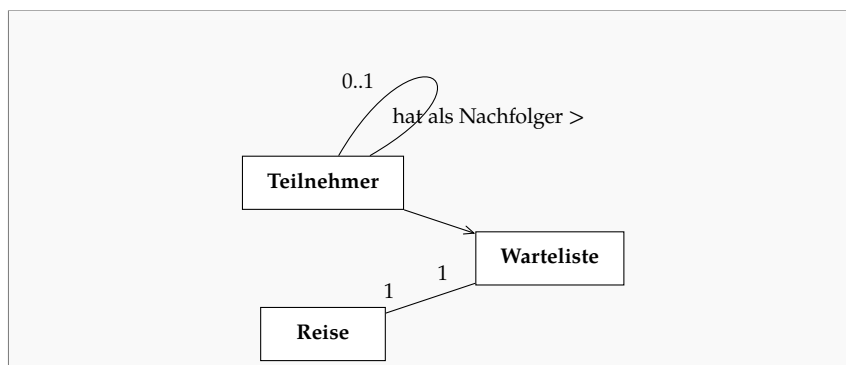 0..1
hat als Nachfolger >
Teilnehmer
Warteliste
1
1
Reise